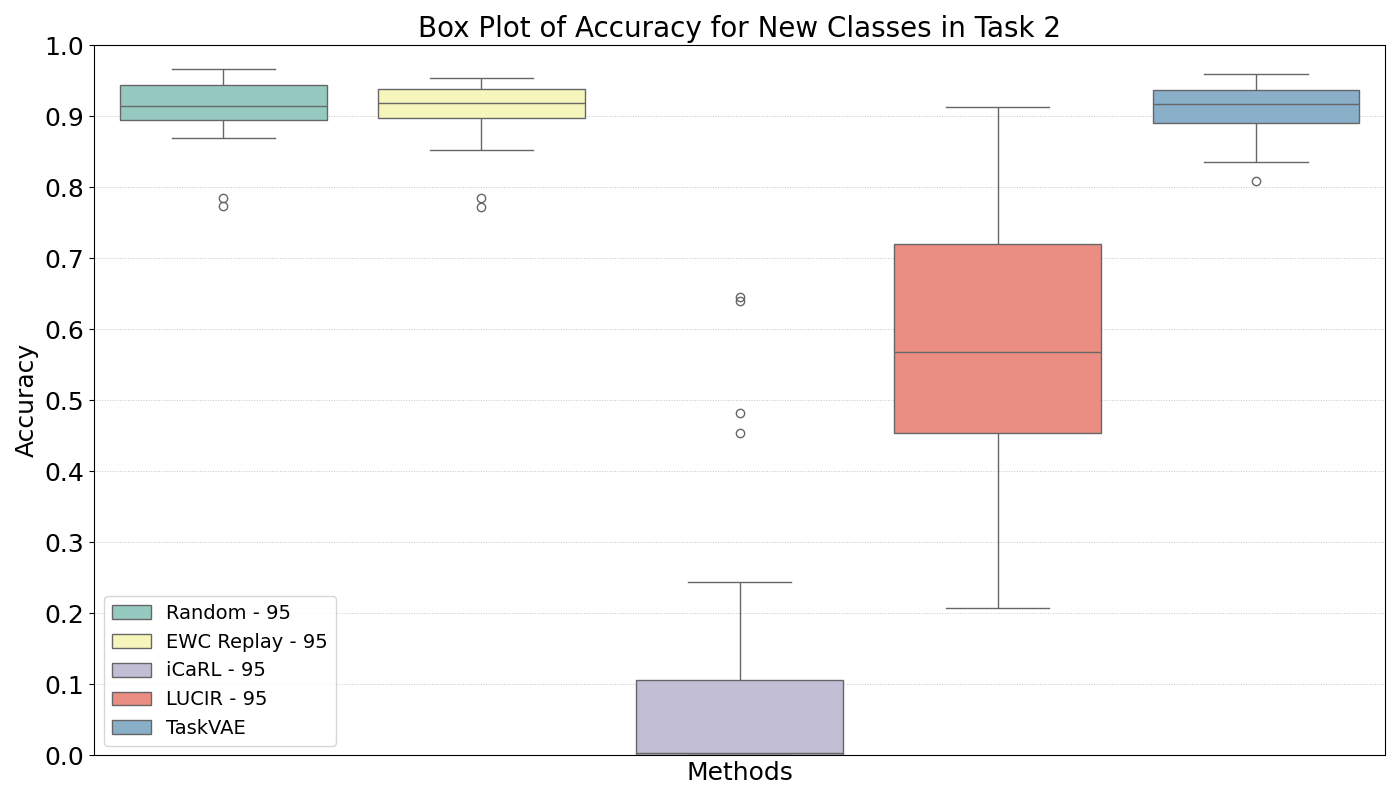 Box Plot of Accuracy for New Classes in Task 2
1.0
0.9
0.8
0.7
0.6
0.5
0.4
0.3
0.2
0.1
0.0
Accuracy
Random - 95
EWC Replay - 95
iCaRL - 95
LUCIR - 95
TaskVAE
Methods